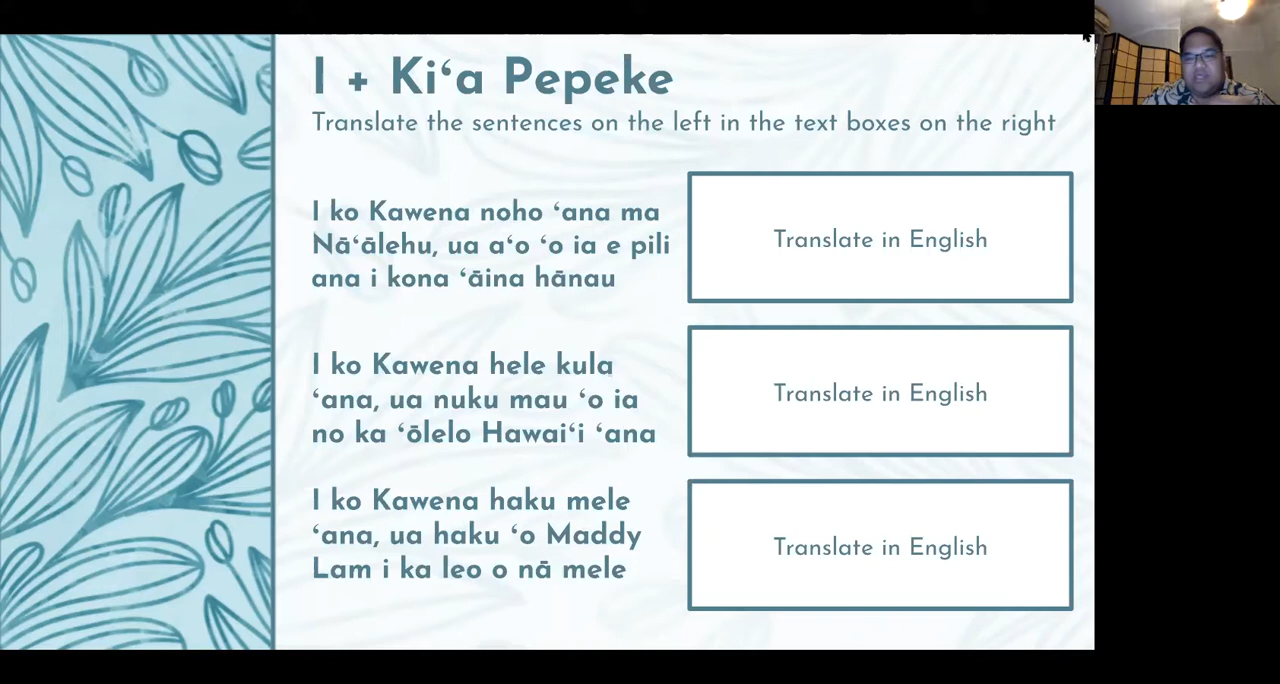 I + Kiʻa Pepeke
Translate the sentences on the left in the text boxes on the right
I ko Kawena noho ʻana ma
Nāʻālehu, ua aʻo ʻo ia e pili
ana i kona ʻāina hānau
Translate in English
I ko Kawena hele kula
ʻana, ua nuku mau ʻo ia
no ka ʻōlelo Hawaiʻi ʻana
Translate in English
I ko Kawena haku mele
ʻana, ua haku ʻo Maddy
Lam i ka leo o nā mele
Translate in English